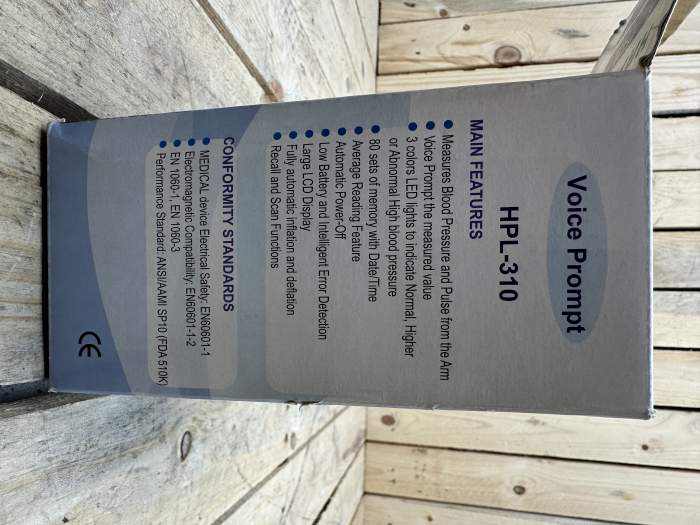 Voice Prompt
HPL-310
MAIN FEATURES
● Measures Blood Pressure and Pulse from the Arm
● Voice Prompt the measured value
● 3 colors LED lights to indicate Normal, Higher
or Abnomal High blood pressure
● 80 sets of memory with Date/Time
● Average Reading Feature
● Automatic Power-Off
● Low Battery and Intelligent Error Detection
● Large LCD Display
● Fully automatic inflation and deflation
● Recall and Scan Functions
CONFORMITY STANDARDS
● MEDICAL device Electrical Safety: EN60601-1
● Electromagnetic Compatibility: EN60601-1-2
● EN 1060-1, EN 1060-3
● Performance Standard: ANSI/AAMI SP10 (FDA 510K)
CE